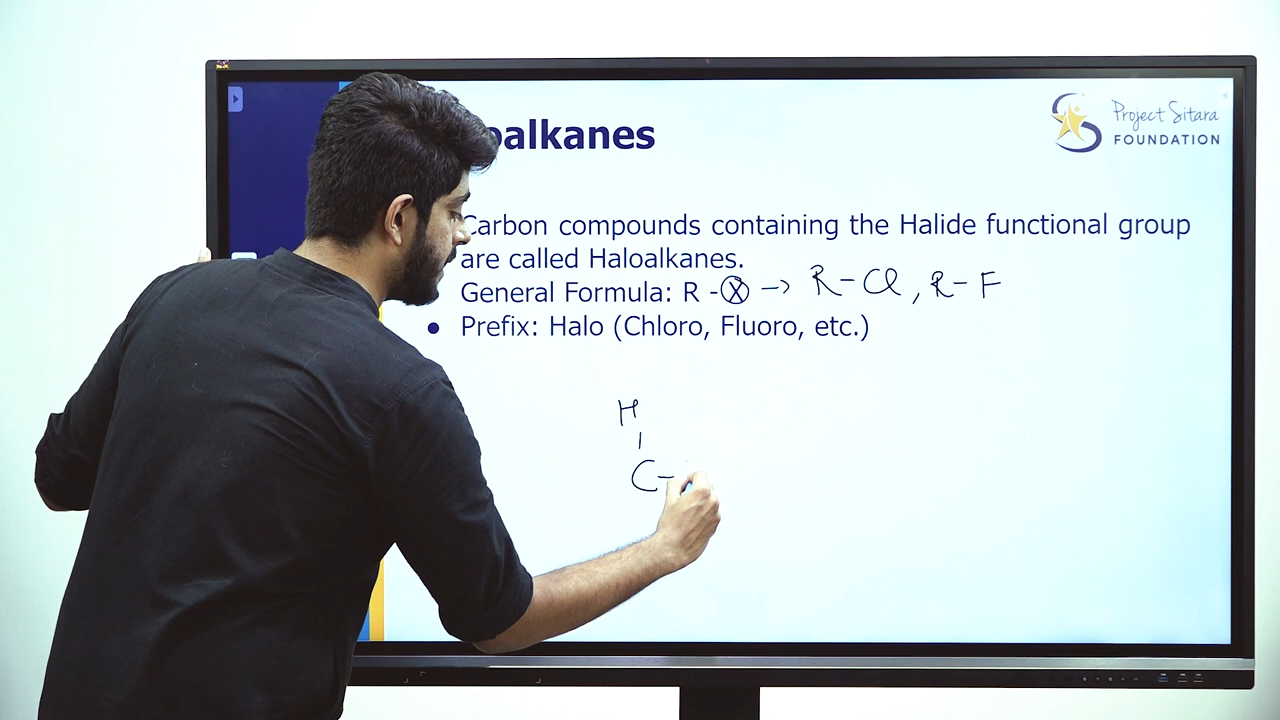 oalkanes
Project Sitara
FOUNDATION
Carbon compounds containing the Halide functional group
are called Haloalkanes.
General Formula: R -X → R-Cl, R-F
● Prefix: Halo (Chloro, Fluoro, etc.)
H
C-